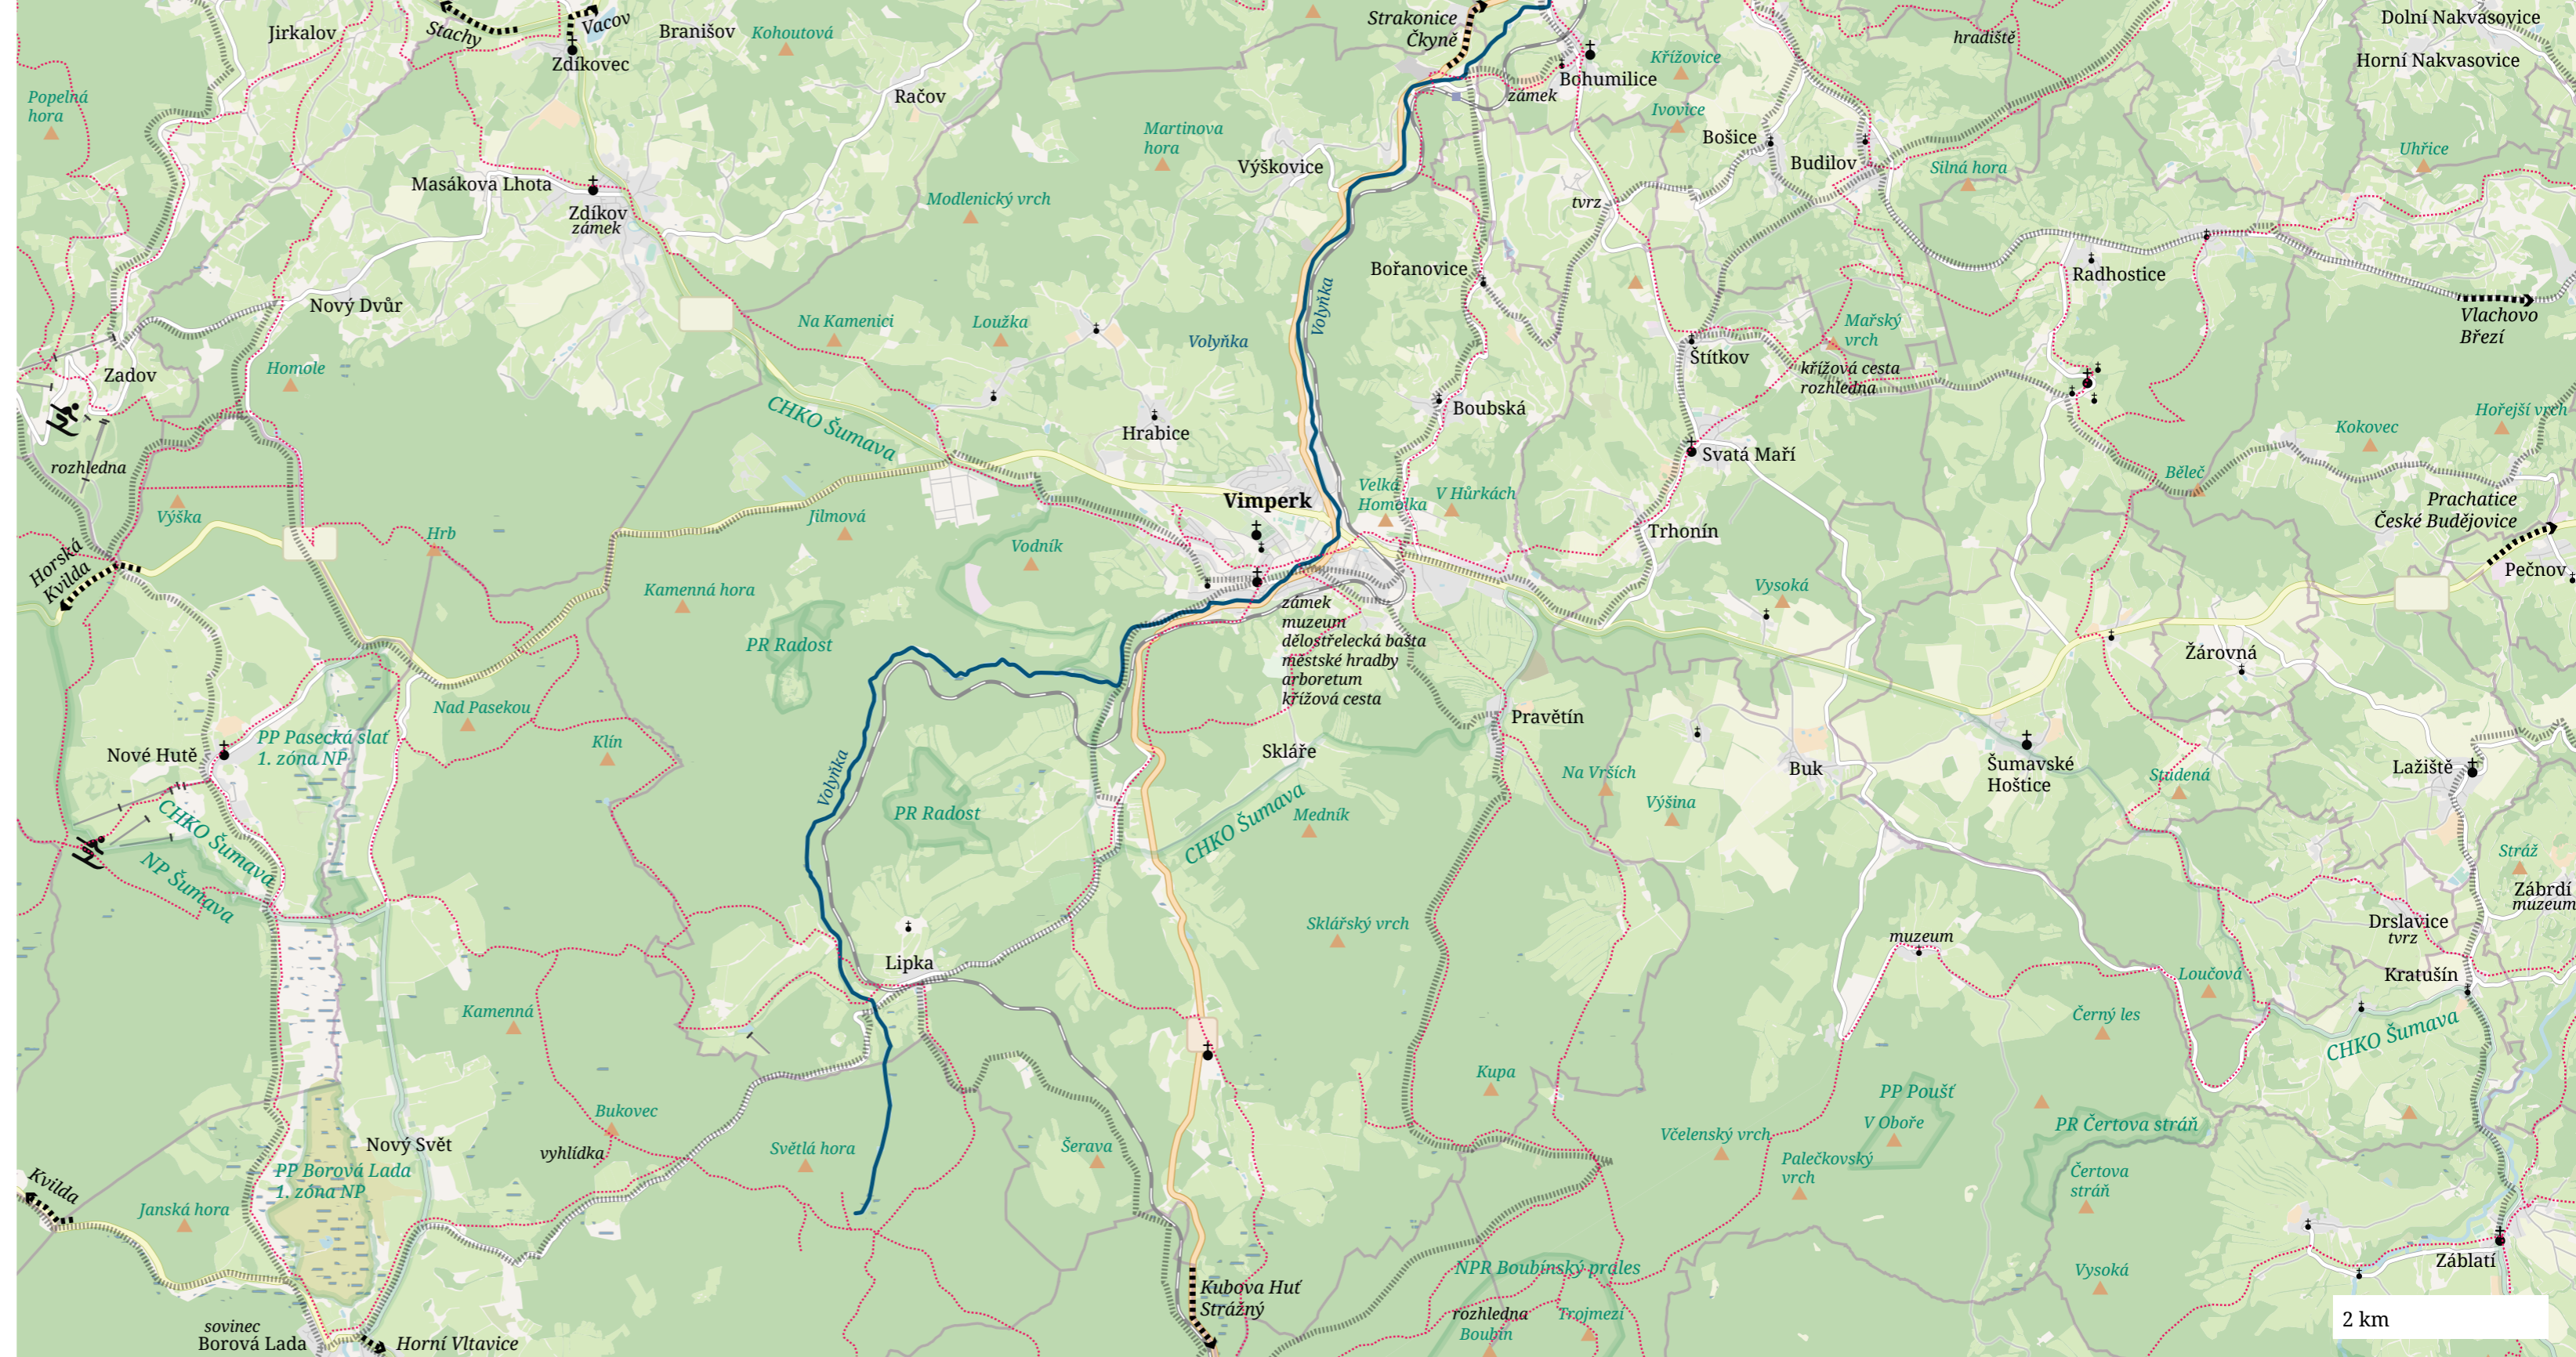 Strakonice
Čkyně
Dolní Nakvasovice
Horní Nakvasovice
hradiště
Jirkalov
Stachy
Vacov
Zdíkovec
Branišov
Kohoutová
Račov
Popelná
hora
Křížovice
Bohumilice
zámek
Ivovice
Martinova
hora
Výškovice
Bošice
Budilov
Silná hora
Uhřice
Masákova Lhota
Zdíkov
zámek
Modlenický vrch
tvrz
Nový Dvůr
Bořanovice
Radhostice
Na Kamenici
Loužka
Volyňka
Volyňka
Mařský
vrch
Štítkov
křížová cesta
rozhledna
Vlachovo
Březí
Zadov
Homole
CHKO Šumava
Hrabice
Boubská
Svatá Maří
Hořejší vrch
Kokovec
Běleč
rozhledna
Výška
Hrb
Jilmová
Vimperk
Velká
Homolka
V Hůrkách
Trhonín
Prachatice
České Budějovice
Pečnov
Horská
Kvilda
Vodník
Kamenná hora
PR Radost
zámek
muzeum
dělostřelecká bašta
městské hradby
arboretum
křížová cesta
Vysoká
Žárovná
Nad Pasekou
Klín
Nové Hutě
PP Pasecká slať
1. zóna NP
Volyňka
Skláře
Pravětín
Na Vrších
Výšina
Buk
Šumavské
Hoštice
Studená
Lažiště
CHKO Šumava
NP Šumava
PR Radost
CHKO Šumava
Medník
Stráž
Zábrdí
muzeum
Sklářský vrch
Drslavice
tvrz
muzeum
Lipka
Kratušín
Loučová
Kamenná
Černý les
CHKO Šumava
Kupa
PP Poušť
V Oboře
PR Čertova stráň
Bukovec
Nový Svět
vyhlídka
Světlá hora
Šerava
Včelenský vrch
Palečkovský
vrch
Čertova
stráň
PP Borová Lada
1. zóna NP
Kvilda
Janská hora
NPR Boubínský prales
Vysoká
Záblatí
Kubova Huť
Strážný
rozhledna
Boubín
Trojmezí
2 km
sovinec
Borová Lada
Horní Vltavice